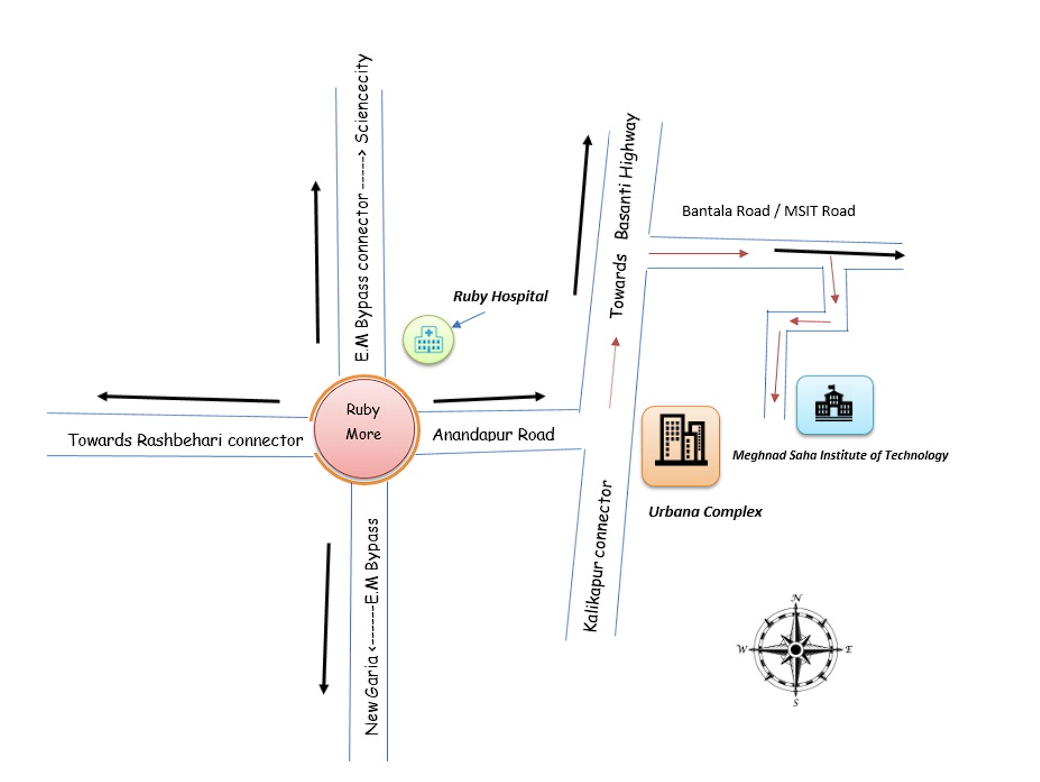 E.M Bypass connector -----> Sciencecity
Towards Basanti Highway
Bantala Road / MSIT Road
Ruby Hospital
Ruby
More
Towards Rashbehari connector
Anandapur Road
Meghnad Saha Institute of Technology
Urbana Complex
Kalikapur connector
New Garia <------E.M Bypass
N
W
E
S